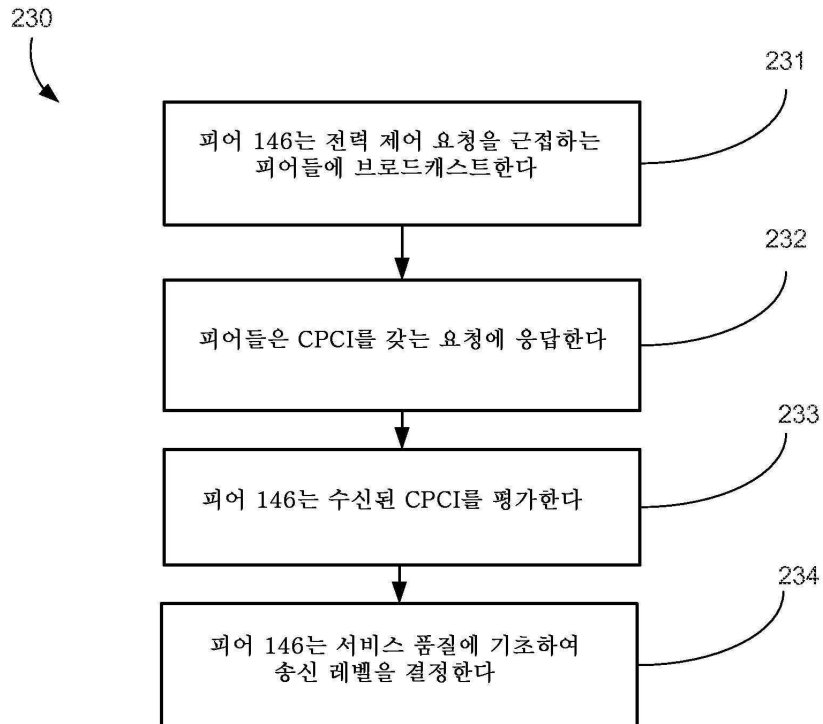 230
231
피어 146는 전력 제어 요청을 근접하는
피어들에 브로드캐스트한다
232
피어들은 CPCI를 갖는 요청에 응답한다
233
피어 146는 수신된 CPCI를 평가한다
234
피어 146는 서비스 품질에 기초하여
송신 레벨을 결정한다